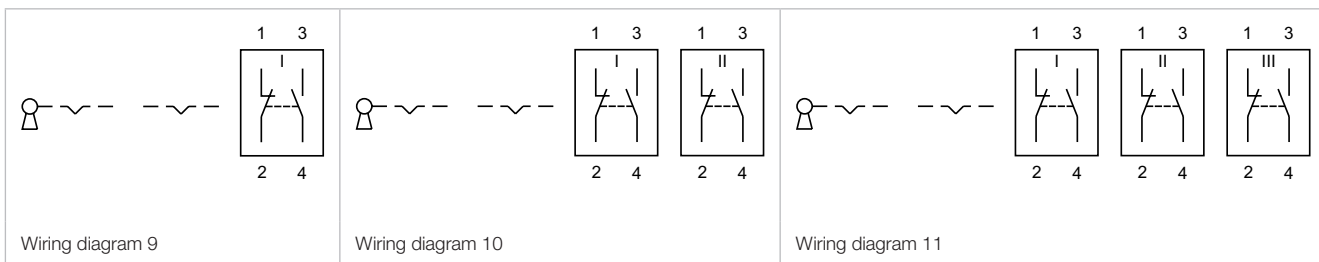 1 3
I
2 4
Wiring diagram 9
1 3 1 3
I II
2 4 2 4
Wiring diagram 10
1 3 1 3 1 3
I II III
2 4 2 4 2 4
Wiring diagram 11